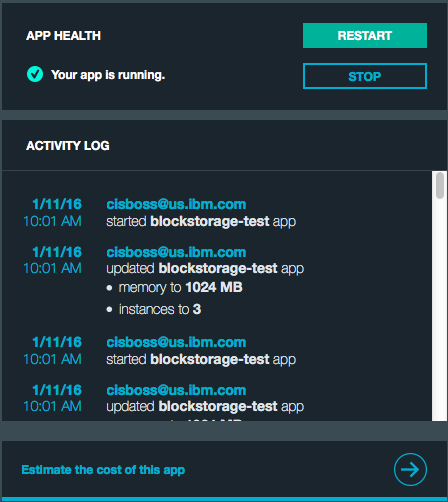 APP HEALTH
RESTART
Your app is running.
STOP
ACTIVITY LOG
1/11/16 cisboss@us.ibm.com
10:01 AM started blockstorage-test app
1/11/16 cisboss@us.ibm.com
10:01 AM updated blockstorage-test app
• memory to 1024 MB
• instances to 3
1/11/16 cisboss@us.ibm.com
10:01 AM started blockstorage-test app
1/11/16 cisboss@us.ibm.com
10:01 AM updated blockstorage-test app
Estimate the cost of this app